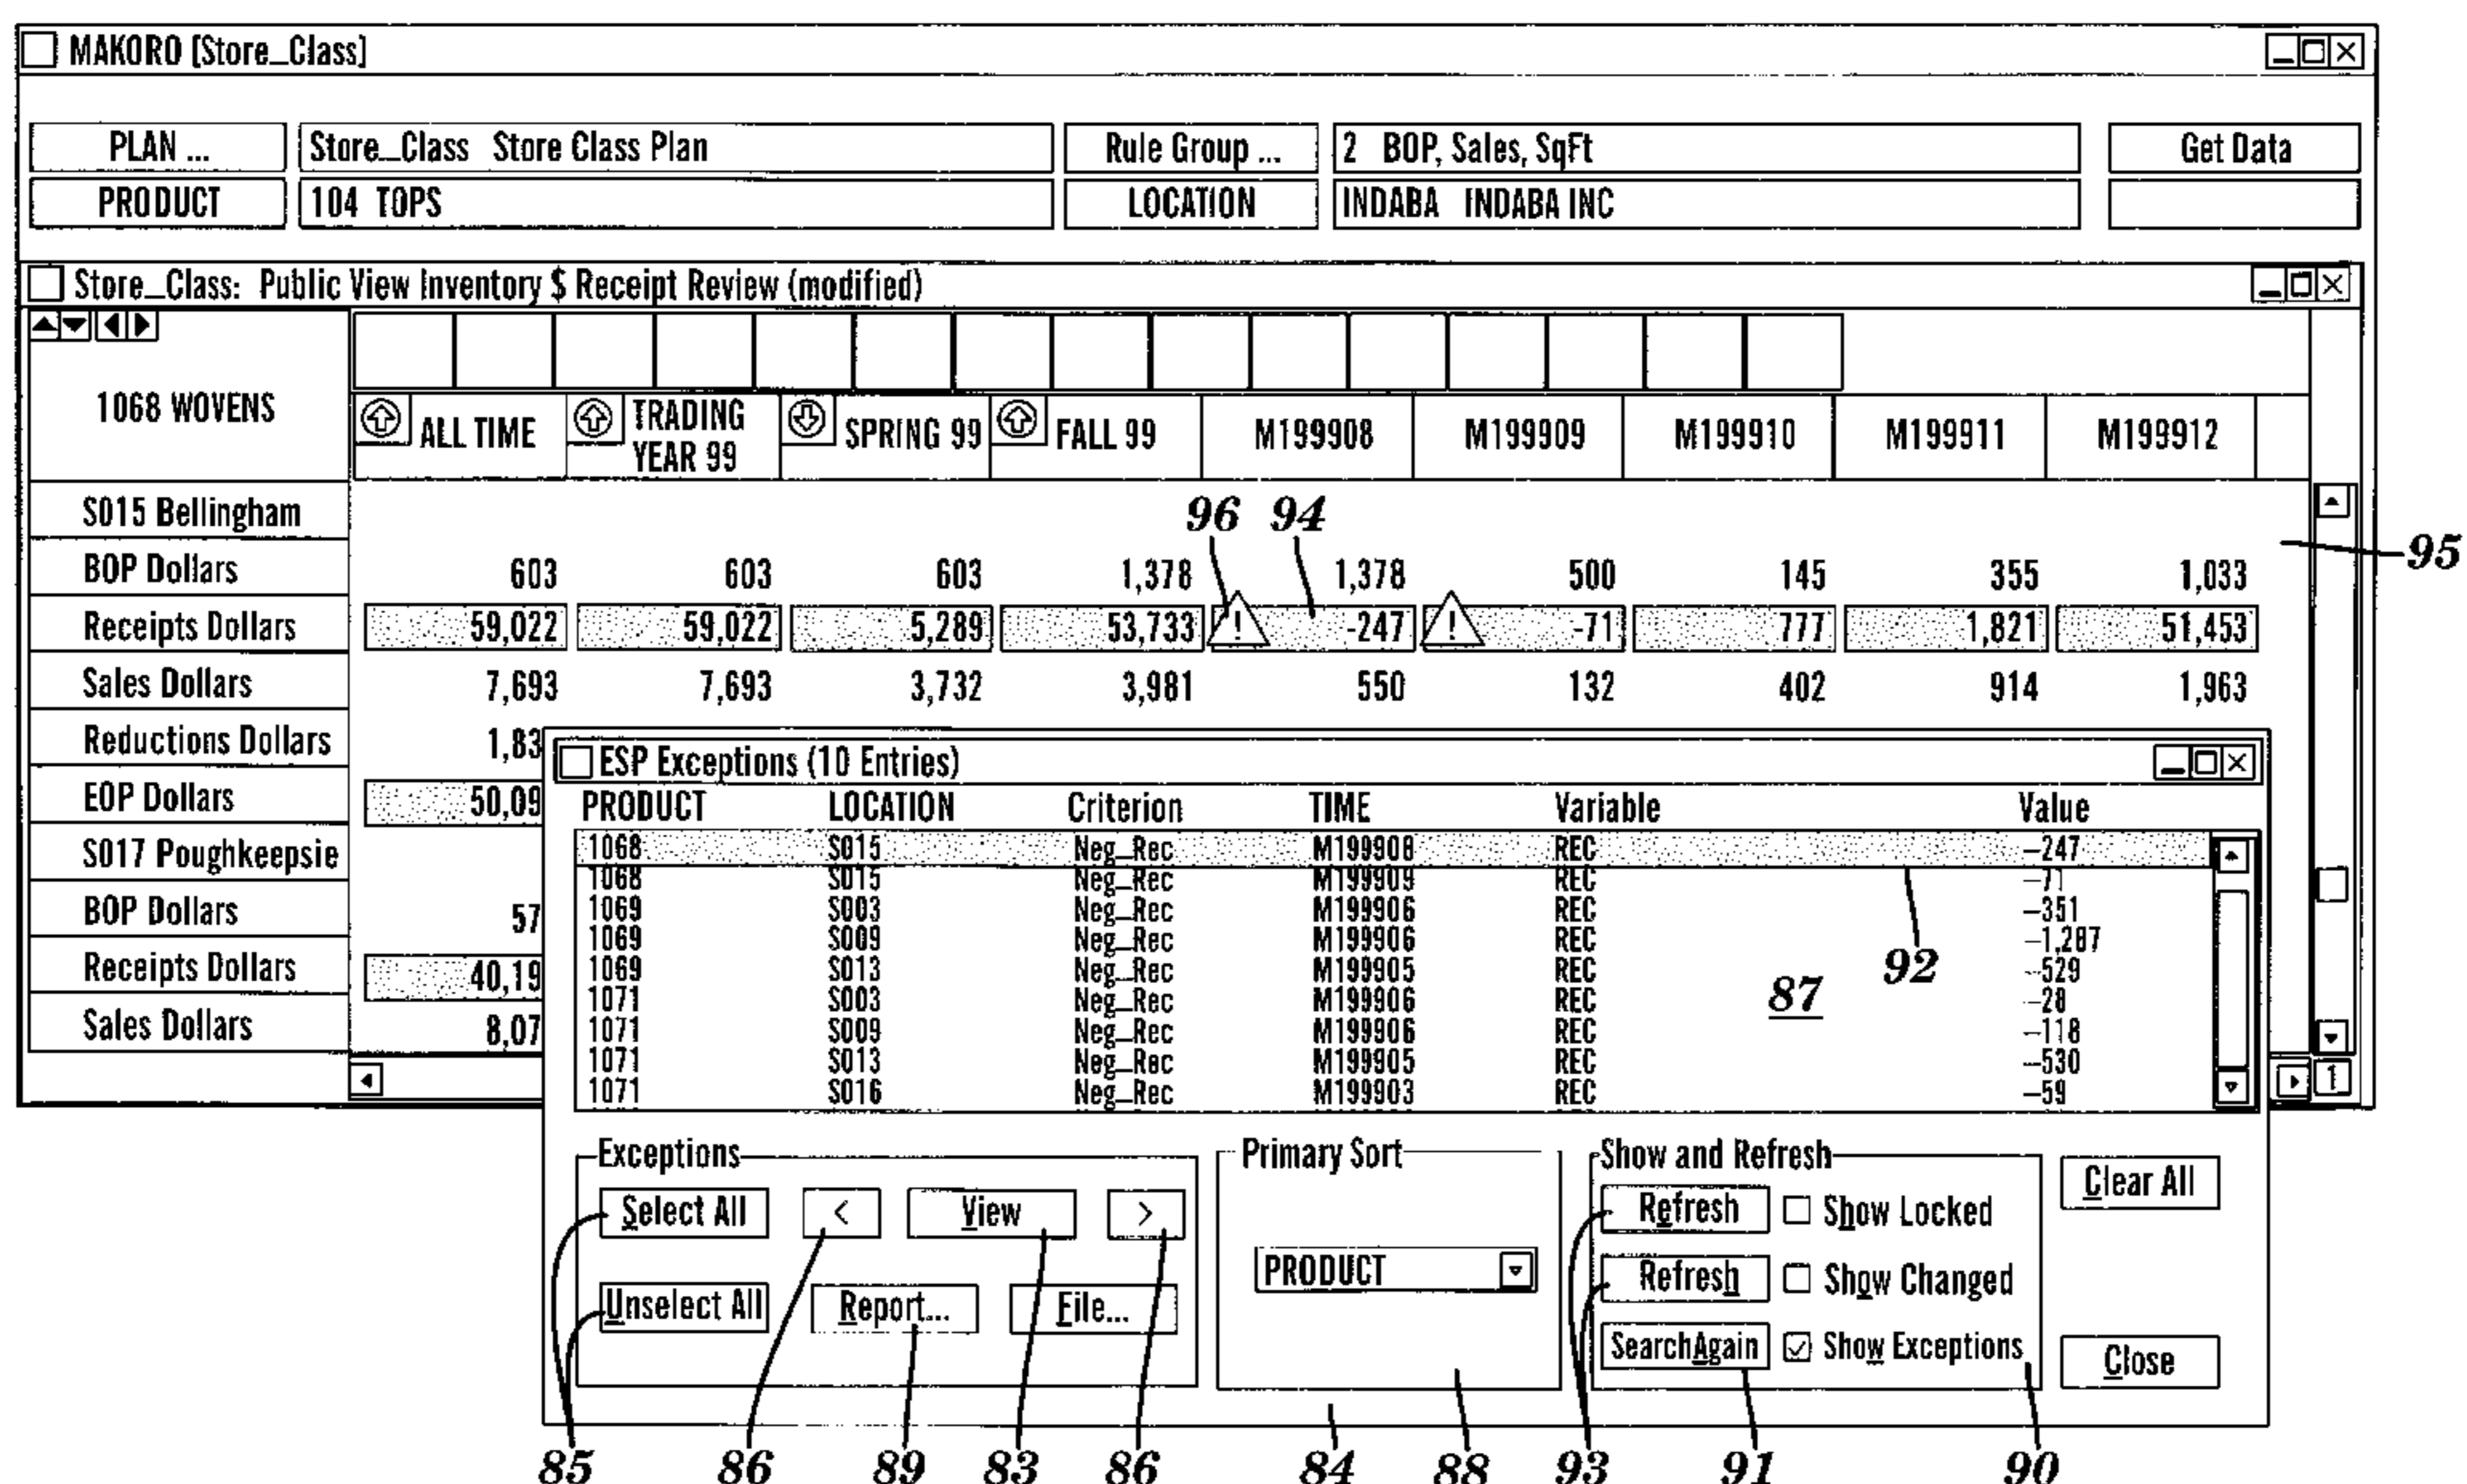 MAKORO [Store_Class]
PLAN ... Store_Class Store Class Plan Rule Group ... 2 BOP, Sales, SqFt Get Data
PRODUCT 104 TOPS LOCATION INDABA INDABA INC
Store_Class: Public View Inventory $ Receipt Review (modified)
1068 WOVENS ALL TIME TRADING YEAR 99 SPRING 99 FALL 99 M199908 M199909 M199910 M199911 M199912
S015 Bellingham
96 94
95
BOP Dollars 603 603 603 1,378 1,378 500 145 355 1,033
Receipts Dollars 59,022 59,022 5,289 53,733 ! -247 ! -71 777 1,821 51,453
Sales Dollars 7,693 7,693 3,732 3,981 550 132 402 914 1,963
Reductions Dollars 1,83
EOP Dollars 50,09
S017 Poughkeepsie
BOP Dollars 57
Receipts Dollars 40,19
Sales Dollars 8,07
1
ESP Exceptions (10 Entries)
PRODUCT LOCATION Criterion TIME Variable Value
1068 S015 Neg_Rec M199908 REC -247
1068 S015 Neg_Rec M199909 REC -71
1069 S003 Neg_Rec M199906 REC -351
1069 S009 Neg_Rec M199906 REC -1,287
1069 S013 Neg_Rec M199905 REC -529
1071 S003 Neg_Rec M199906 REC -28
1071 S009 Neg_Rec M199906 REC -118
1071 S013 Neg_Rec M199905 REC -530
1071 S016 Neg_Rec M199903 REC -59
92
87
Exceptions
Select All < View >
Unselect All Report... File...
Primary Sort
PRODUCT
Show and Refresh
Refresh Show Locked
Refresh Show Changed
SearchAgain Show Exceptions
Clear All
Close
85 86 89 83 86 84 88 93 91 90